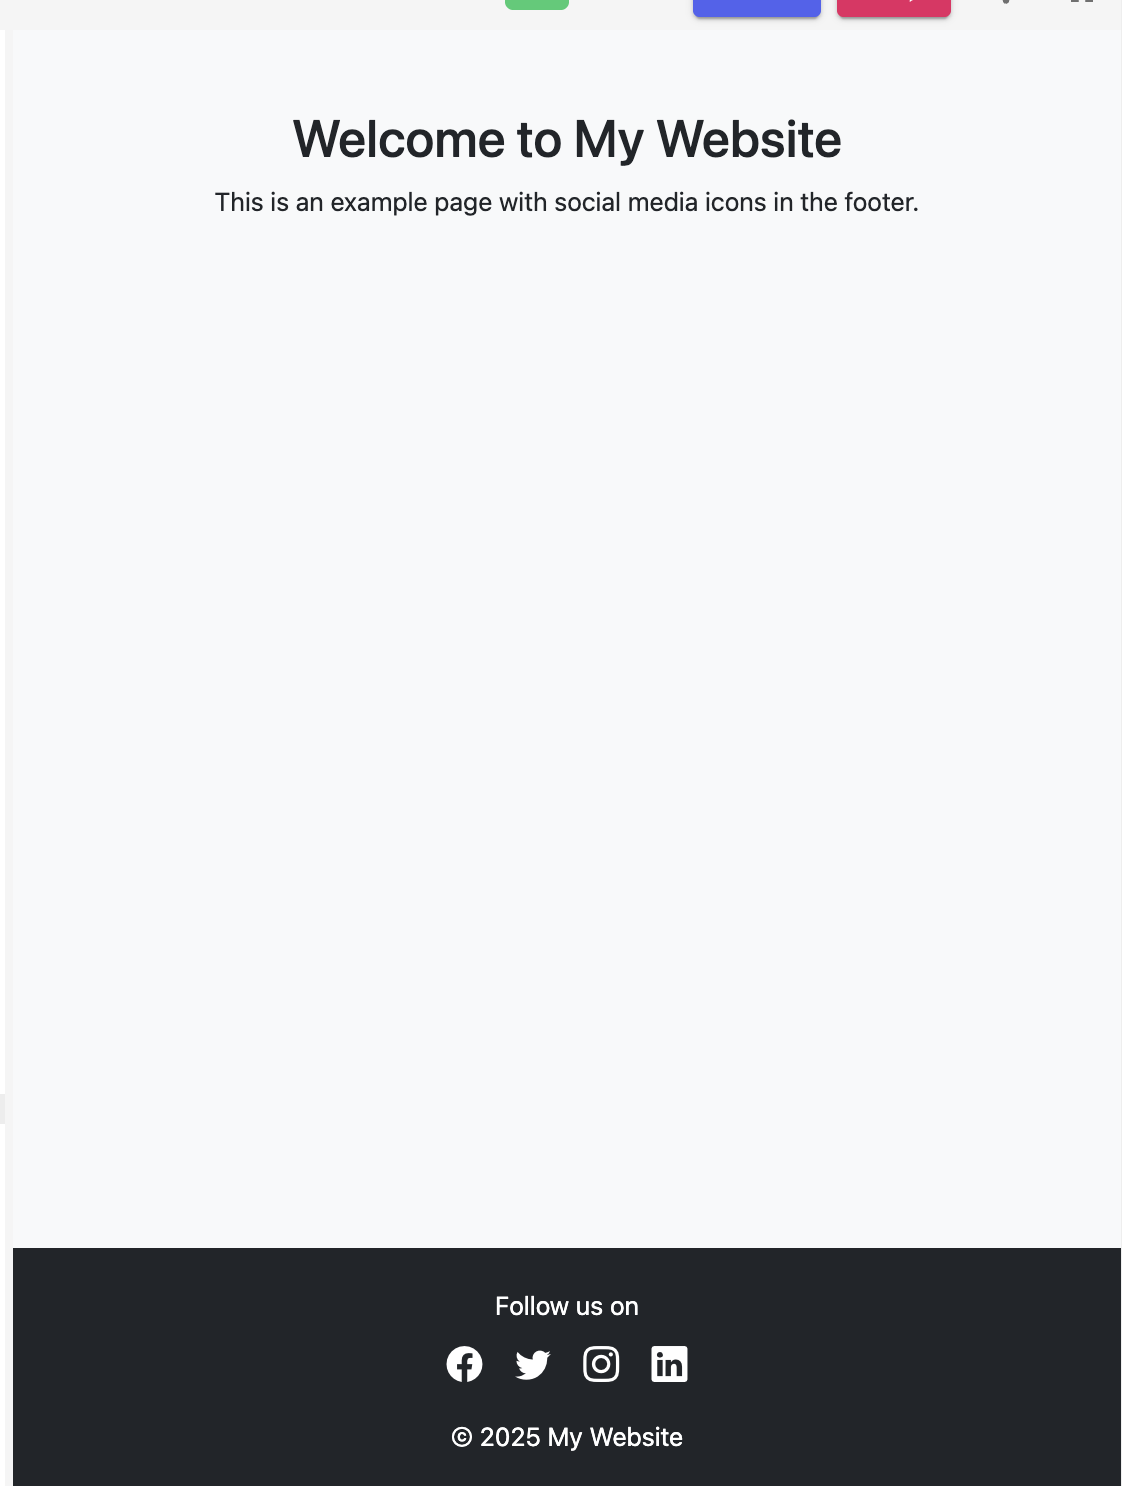 Welcome to My Website
This is an example page with social media icons in the footer.
Follow us on
© 2025 My Website